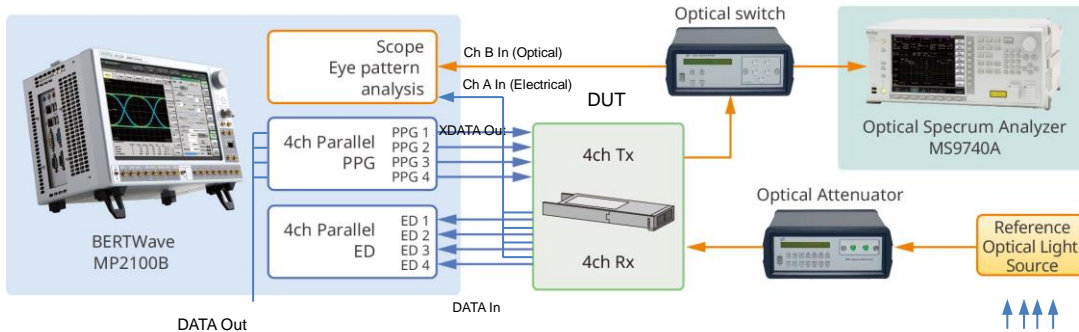 Optical switch
Scope
Eye pattern
analysis
Ch B In (Optical)
Ch A In (Electrical)
DUT
Optical Specrum Analyzer
MS9740A
4ch Parallel
PPG
PPG 1
PPG 2
PPG 3
PPG 4
XDATA Out
4ch Tx
4ch Rx
Optical Attenuator
Reference
Optical Light
Source
4ch Parallel
ED
ED 1
ED 2
ED 3
ED 4
BERTWave
MP2100B
DATA In
DATA Out